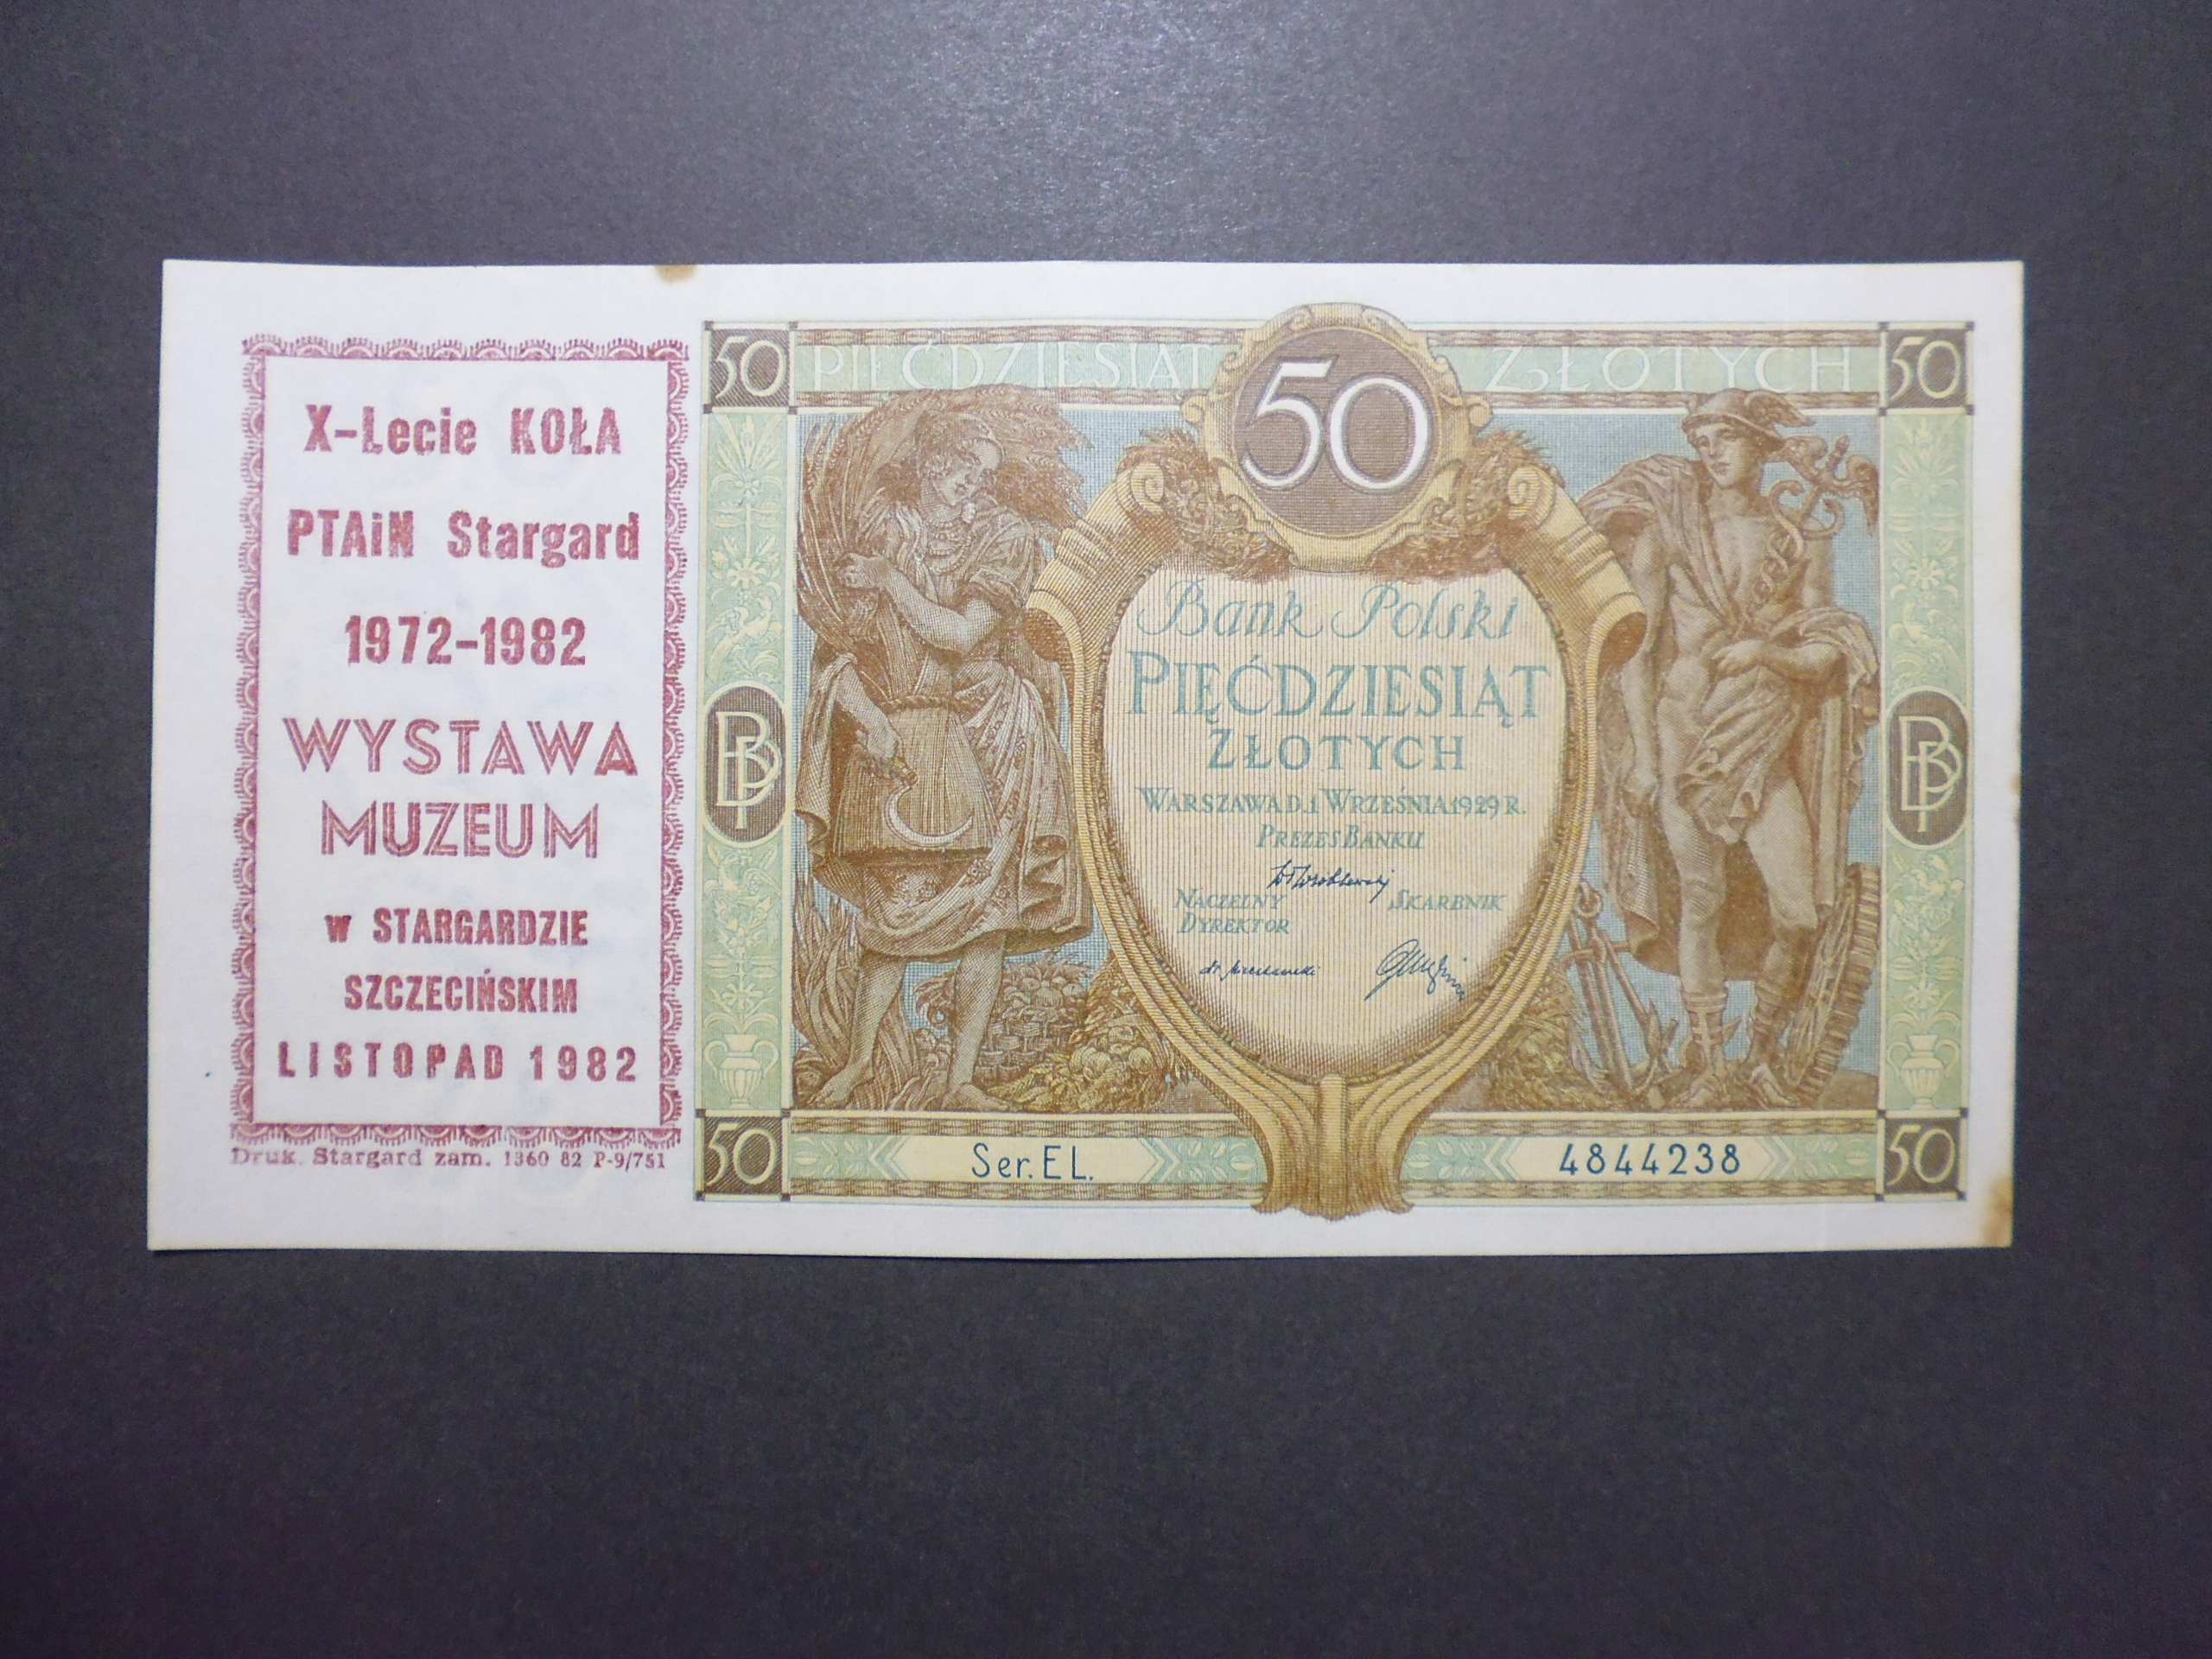 X-Lecie KOŁA
PTAiN Stargard
1972-1982
WYSTAWA
MUZEUM
w STARGARDZIE
SZCZECIŃSKIM
LISTOPAD 1982
Druk. Stargard zam. 1360 82 P-9/751
50 PIĘĆDZIESIĄT 50 ZŁOTYCH 50
Bank Polski
PIĘĆDZIESIĄT
ZŁOTYCH
WARSZAWA D. 1 WRZEŚNIA 1929 R.
PREZES BANKU
NACZELNY
DYREKTOR
SKARBNIK
BP
BP
50 Ser. EL. 4844238 50